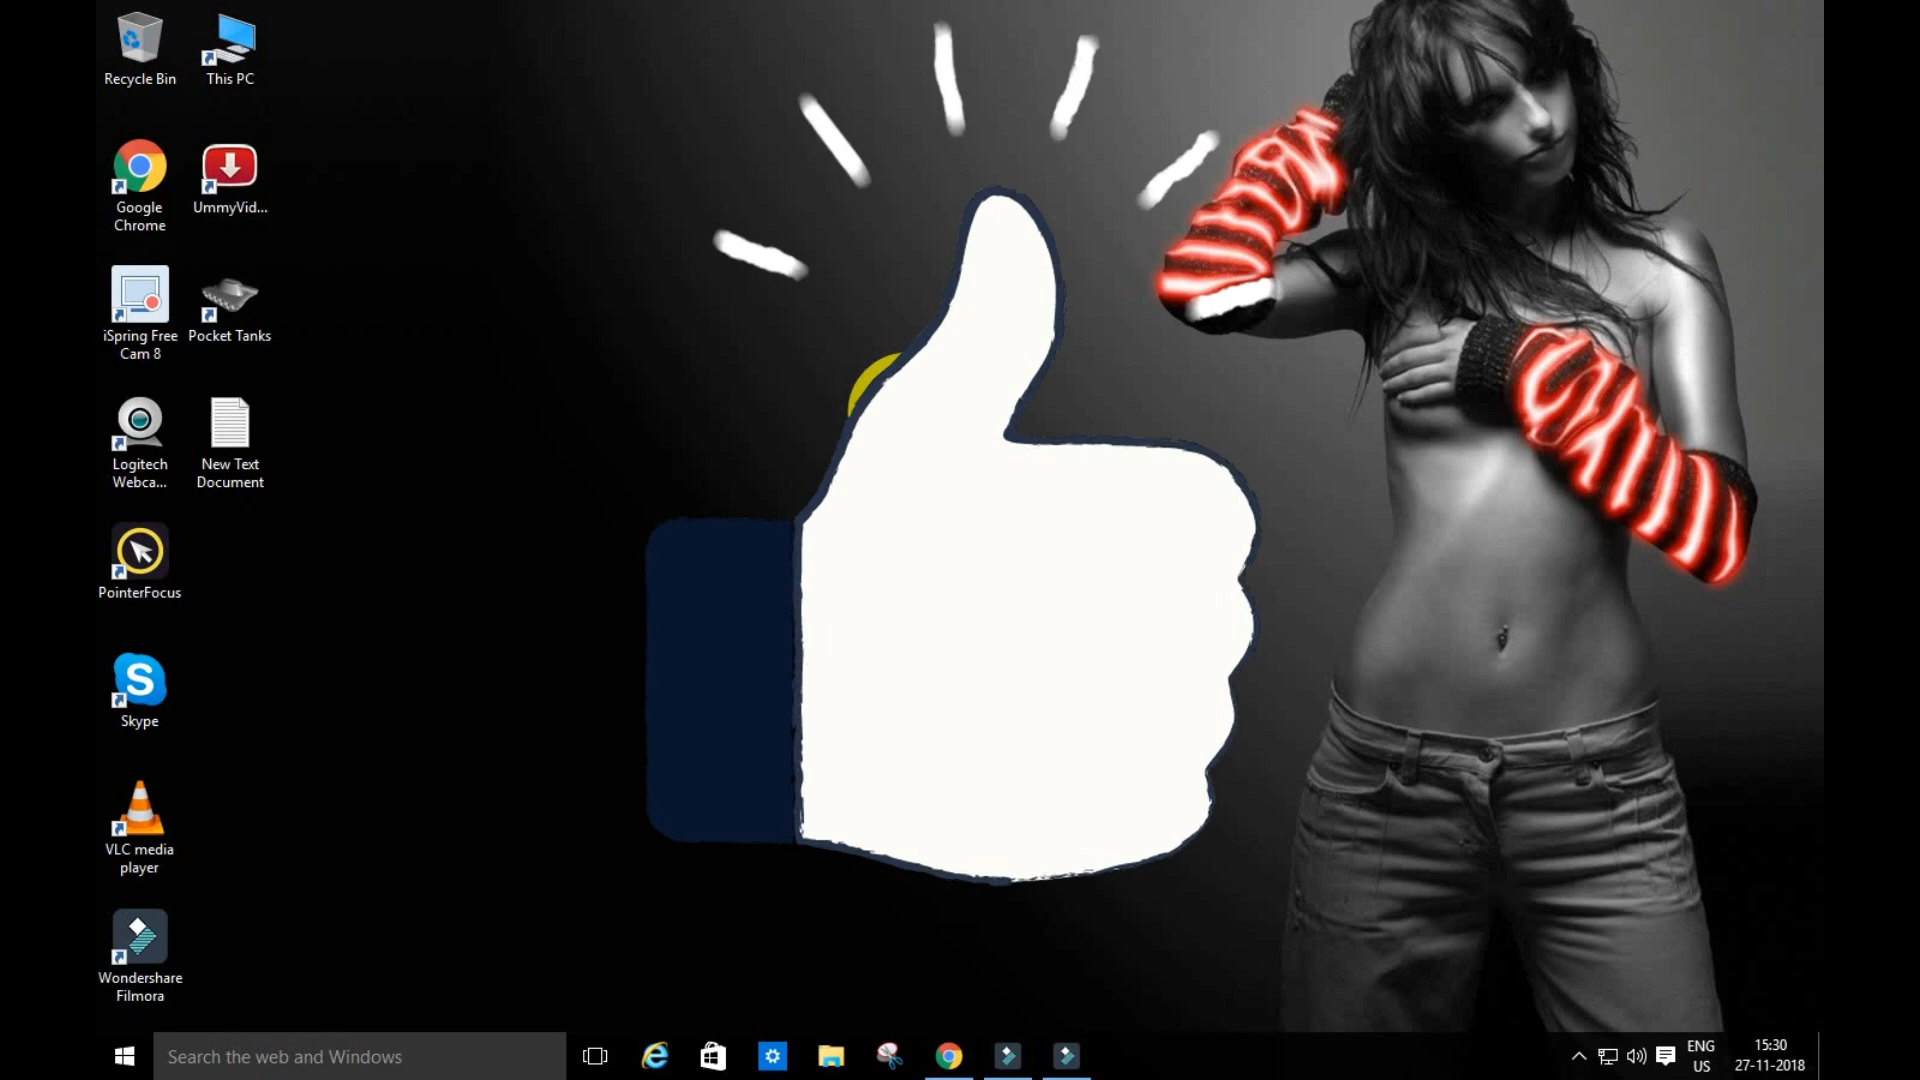 Recycle Bin
This PC
Google
Chrome
UmmyVid...
iSpring Free
Cam 8
Pocket Tanks
Logitech
Webca...
New Text
Document
PointerFocus
Skype
VLC media
player
Wondershare
Filmora
Search the web and Windows
ENG
US
15:30
27-11-2018